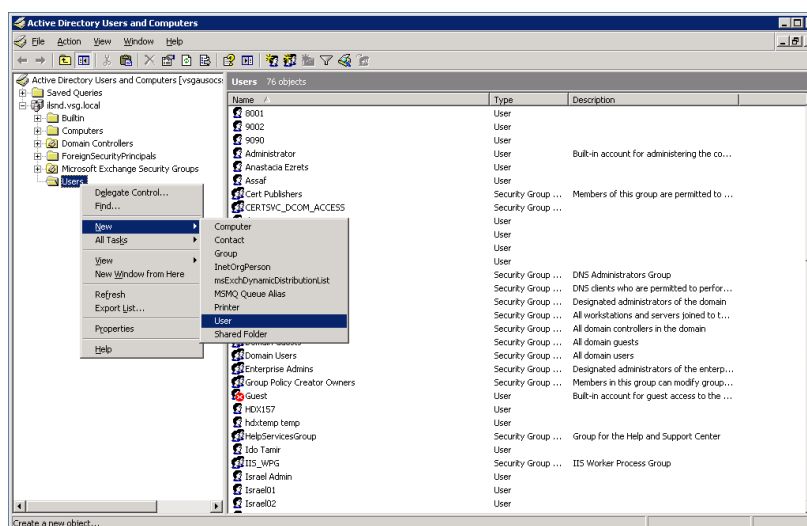 Active Directory Users and Computers
File Action View Window Help
Active Directory Users and Computers [vsgausocs
Saved Queries
ilsnd.vsg.local
Builtin
Computers
Domain Controllers
ForeignSecurityPrincipals
Microsoft Exchange Security Groups
Users
Delegate Control...
Find...
New
All Tasks
View
New Window from Here
Refresh
Export List...
Properties
Help
Computer
Contact
Group
InetOrgPerson
msExchDynamicDistributionList
MSMQ Queue Alias
Printer
User
Shared Folder
Users 76 objects
Name Type Description
8001 User
9002 User
9090 User
Administrator User Built-in account for administering the co...
Anastacia Ezrets User
Assaf User
Cert Publishers Security Group ... Members of this group are permitted to ...
CERTSVC_DCOM_ACCESS Security Group ...
User
User
User
User
Security Group ... DNS Administrators Group
Security Group ... DNS clients who are permitted to perfor...
Security Group ... Designated administrators of the domain
Security Group ... All workstations and servers joined to t...
Security Group ... All domain controllers in the domain
Security Group ... All domain guests
Domain Users Security Group ... All domain users
Enterprise Admins Security Group ... Designated administrators of the enterp...
Group Policy Creator Owners Security Group ... Members in this group can modify group...
Guest User Built-in account for guest access to the ...
HDX157 User
hdxtemp temp User
HelpServicesGroup Security Group ... Group for the Help and Support Center
Ido Tamir User
IIS_WPG Security Group ... IIS Worker Process Group
Israel Admin User
Israel01 User
Israel02 User
Create a new object...